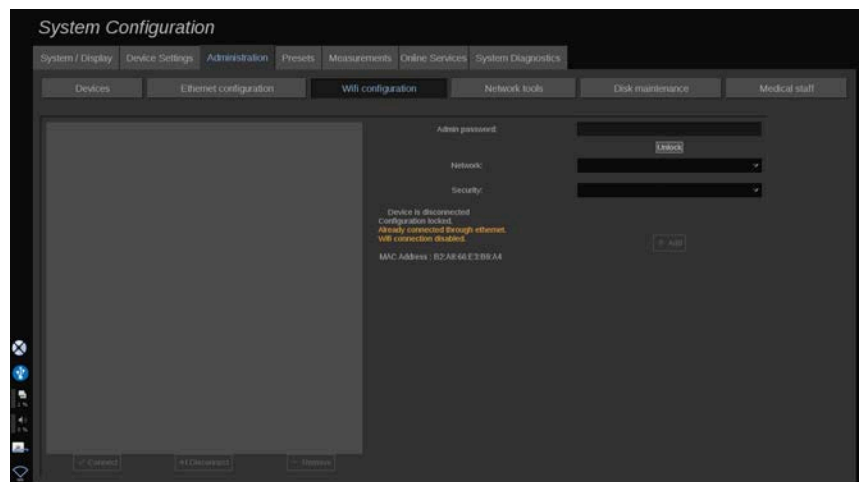 System Configuration
System / Display Device Settings Administration Presets Measurements Online Services System Diagnostics
Devices Ethernet configuration Wifi configuration Network tools Disk maintenance Medical staff
Admin password:
Unlock
Network:
Security:
Device is disconnected
Configuration locked.
Already connected through ethernet.
Wifi connection disabled.
Add
MAC Address : B2:A8:66:E3:B9:A4
Connect Disconnect Remove